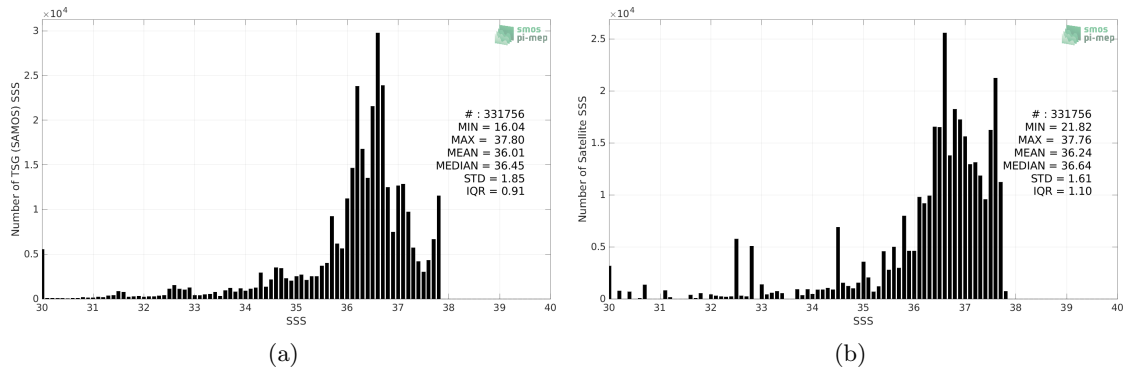 ×10⁴
3
2.5
2
1.5
1
0.5
0
30 31 32 33 34 35 36 37 38 39 40
SSS
Number of TSG (SAMOS) SSS
smos
pi-mep
# : 331756
MIN = 16.04
MAX = 37.80
MEAN = 36.01
MEDIAN = 36.45
STD = 1.85
IQR = 0.91
(a)
×10⁴
2.5
2
1.5
1
0.5
0
30 31 32 33 34 35 36 37 38 39 40
SSS
Number of Satellite SSS
smos
pi-mep
# : 331756
MIN = 21.82
MAX = 37.76
MEAN = 36.24
MEDIAN = 36.64
STD = 1.61
IQR = 1.10
(b)